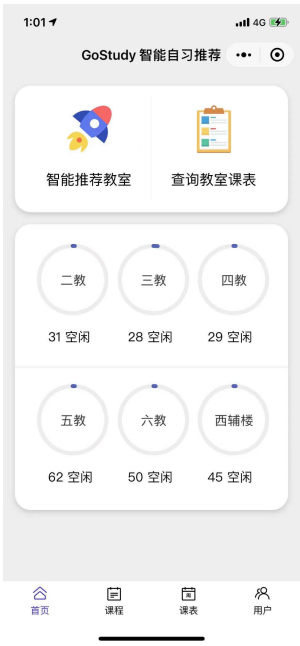 1:01 4G
GoStudy 智能自习推荐
智能推荐教室 查询教室课表
二教 三教 四教
31 空闲 28 空闲 29 空闲
五教 六教 西辅楼
62 空闲 50 空闲 45 空闲
首页 课程 课表 用户